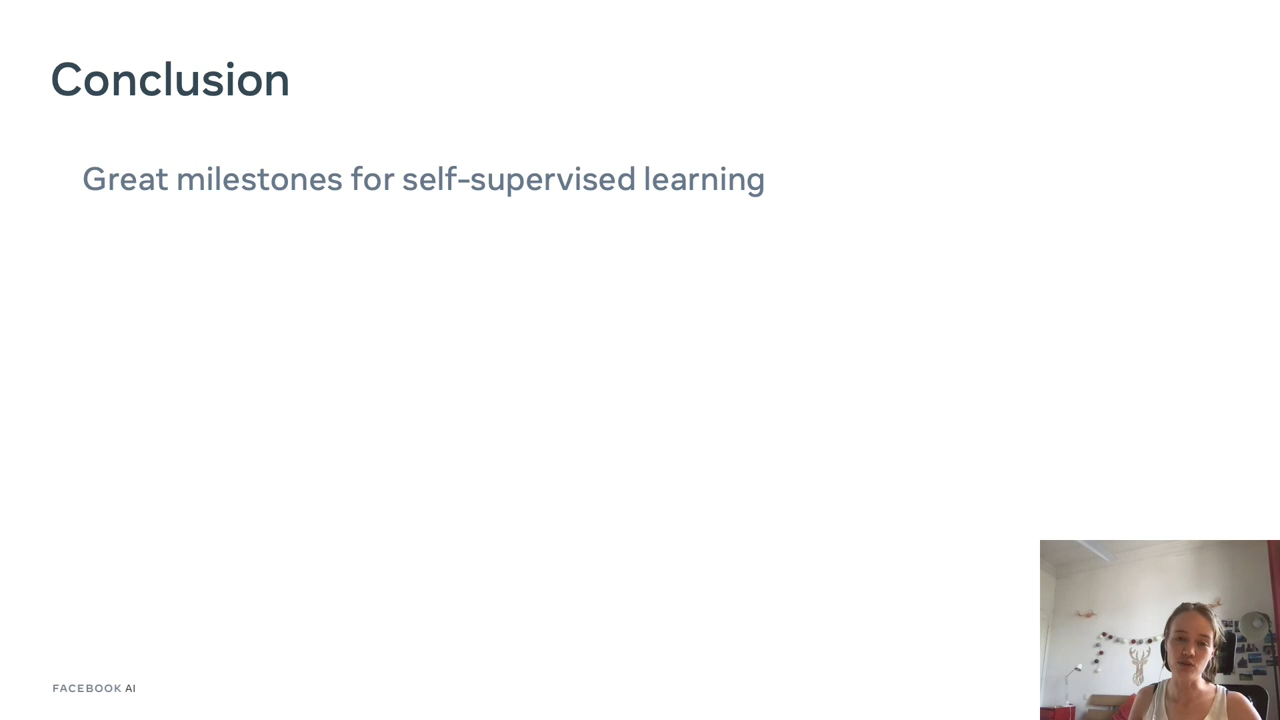 Conclusion
Great milestones for self-supervised learning
FACEBOOK AI